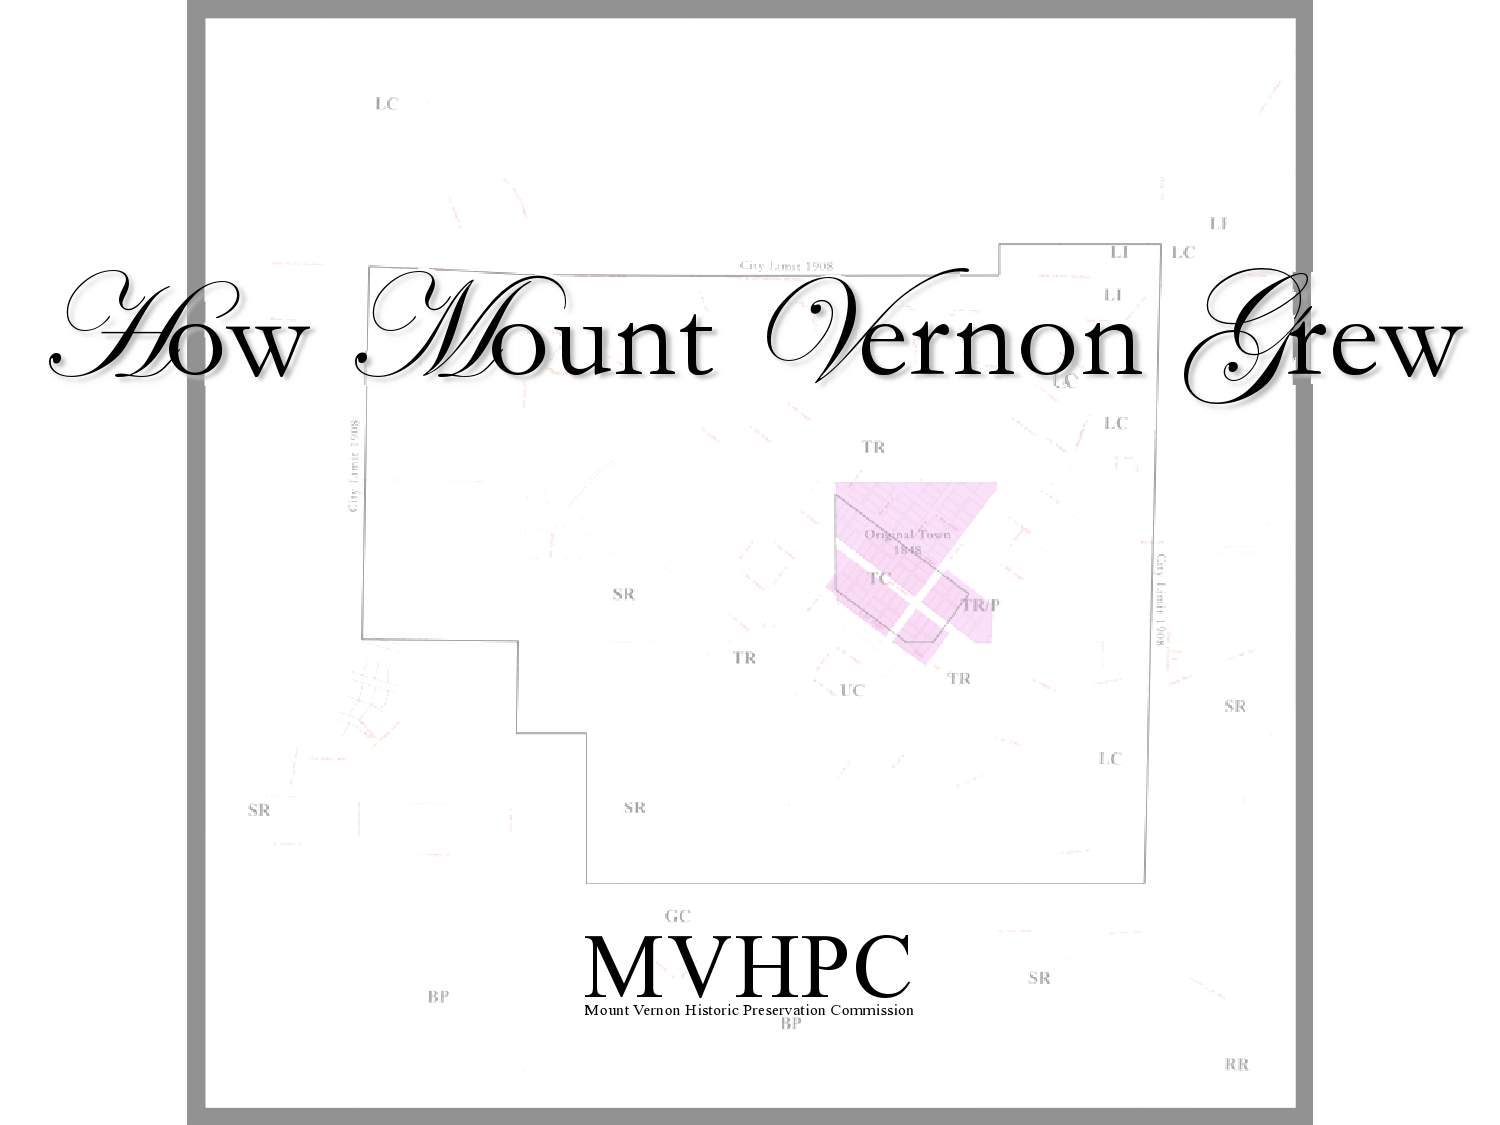 LC
LI
LI LC
City Limit 1908
LI
How Mount Vernon Grew
LC
LC
TR
City Limit 1908
Original Town
1848
TC
SR
TR/P
City Limit 1908
TR
TR
UC
SR
LC
SR
SR
GC
MVHPC
Mount Vernon Historic Preservation Commission
SR
BP
BP
RR